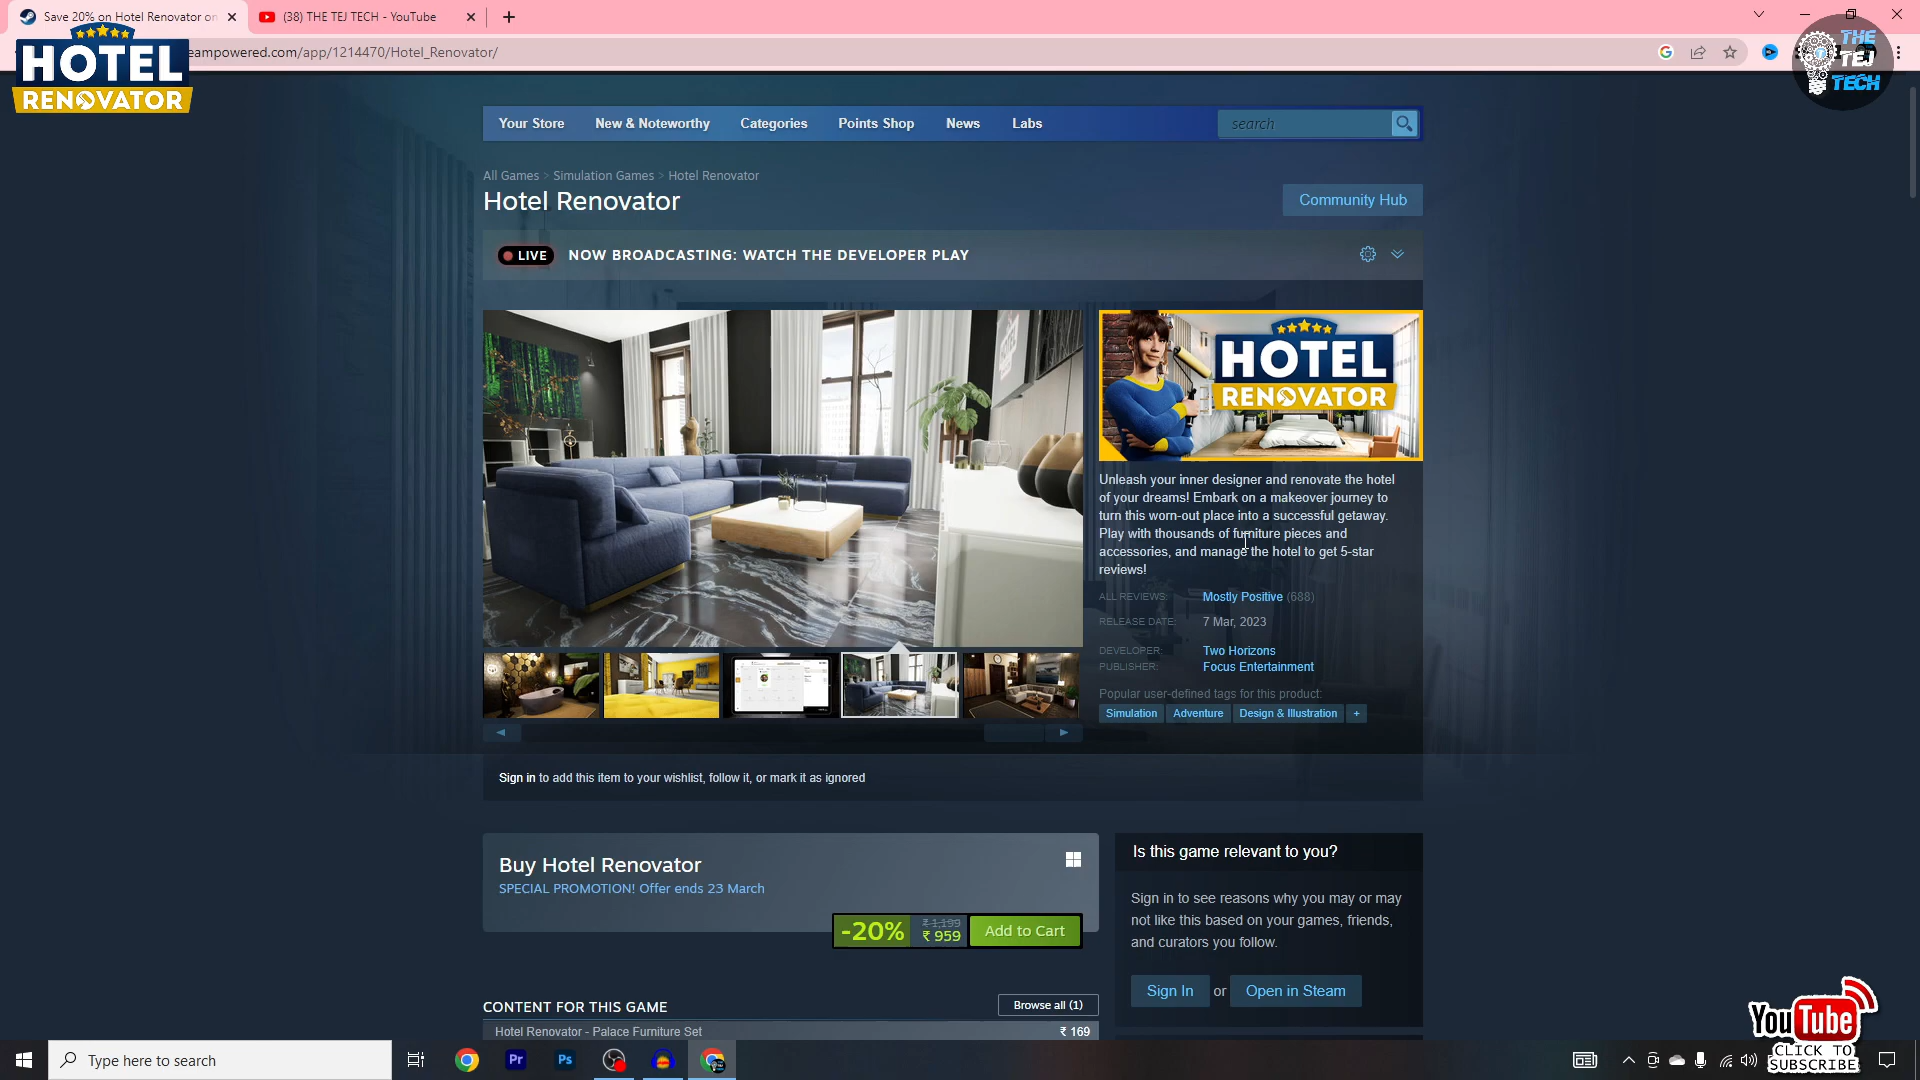 Save 20% on Hotel Renovator on
(38) THE TEJ TECH - YouTube
eampowered.com/app/1214470/Hotel_Renovator/
HOTEL
RENOVATOR
THE
TEJ
TECH
Your Store
New & Noteworthy
Categories
Points Shop
News
Labs
search
All Games > Simulation Games > Hotel Renovator
Hotel Renovator
Community Hub
LIVE
NOW BROADCASTING: WATCH THE DEVELOPER PLAY
HOTEL
RENOVATOR
Unleash your inner designer and renovate the hotel
of your dreams! Embark on a makeover journey to
turn this worn-out place into a successful getaway.
Play with thousands of furniture pieces and
accessories, and manage the hotel to get 5-star
reviews!
ALL REVIEWS: Mostly Positive (688)
RELEASE DATE: 7 Mar, 2023
DEVELOPER: Two Horizons
PUBLISHER: Focus Entertainment
Popular user-defined tags for this product:
Simulation
Adventure
Design & Illustration
+
Sign in to add this item to your wishlist, follow it, or mark it as ignored
Buy Hotel Renovator
SPECIAL PROMOTION! Offer ends 23 March
-20%
₹ 1,199
₹ 959
Add to Cart
Is this game relevant to you?
Sign in to see reasons why you may or may
not like this based on your games, friends,
and curators you follow.
Sign In or Open in Steam
CONTENT FOR THIS GAME
Browse all (1)
Hotel Renovator - Palace Furniture Set
₹ 169
Type here to search
Pr
Ps
YouTube
CLICK TO
SUBSCRIBE